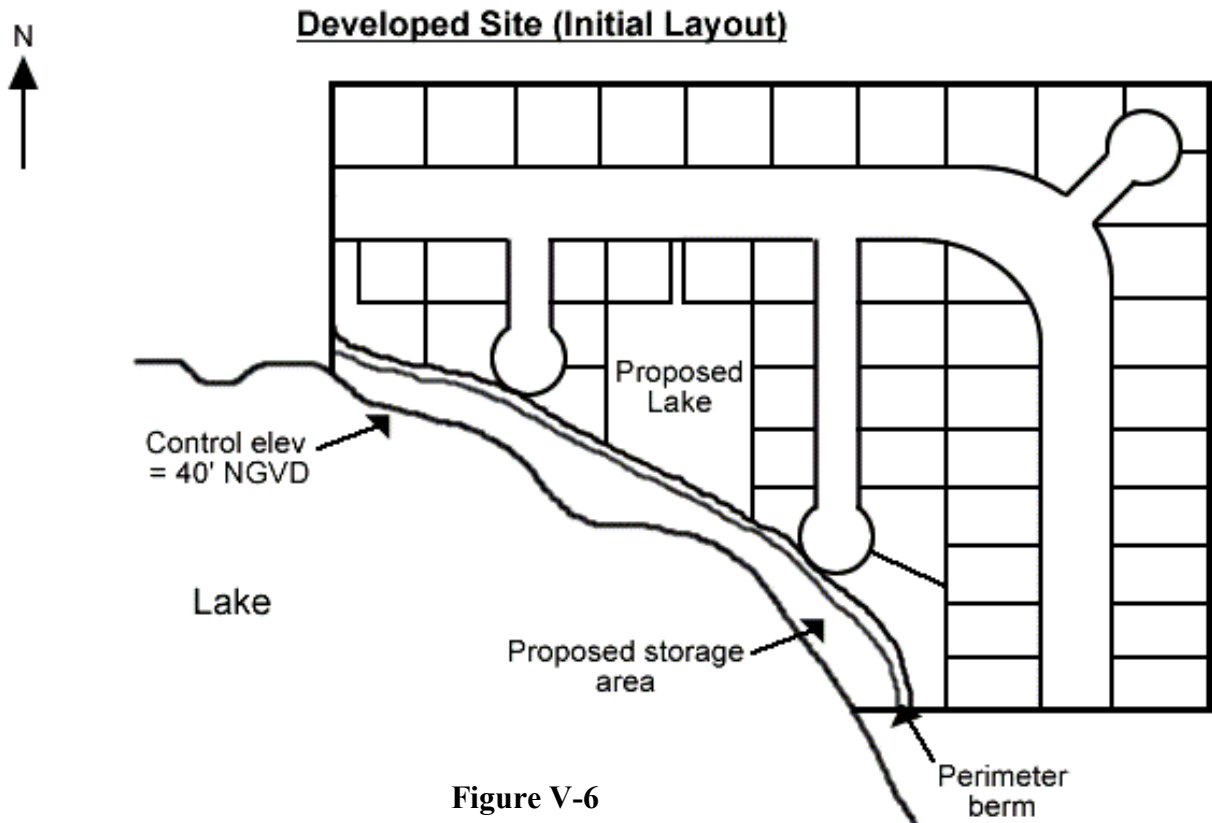 Developed Site (Initial Layout)
N
Proposed
Lake
Control elev
= 40' NGVD
Lake
Proposed storage
area
Perimeter
berm
Figure V-6